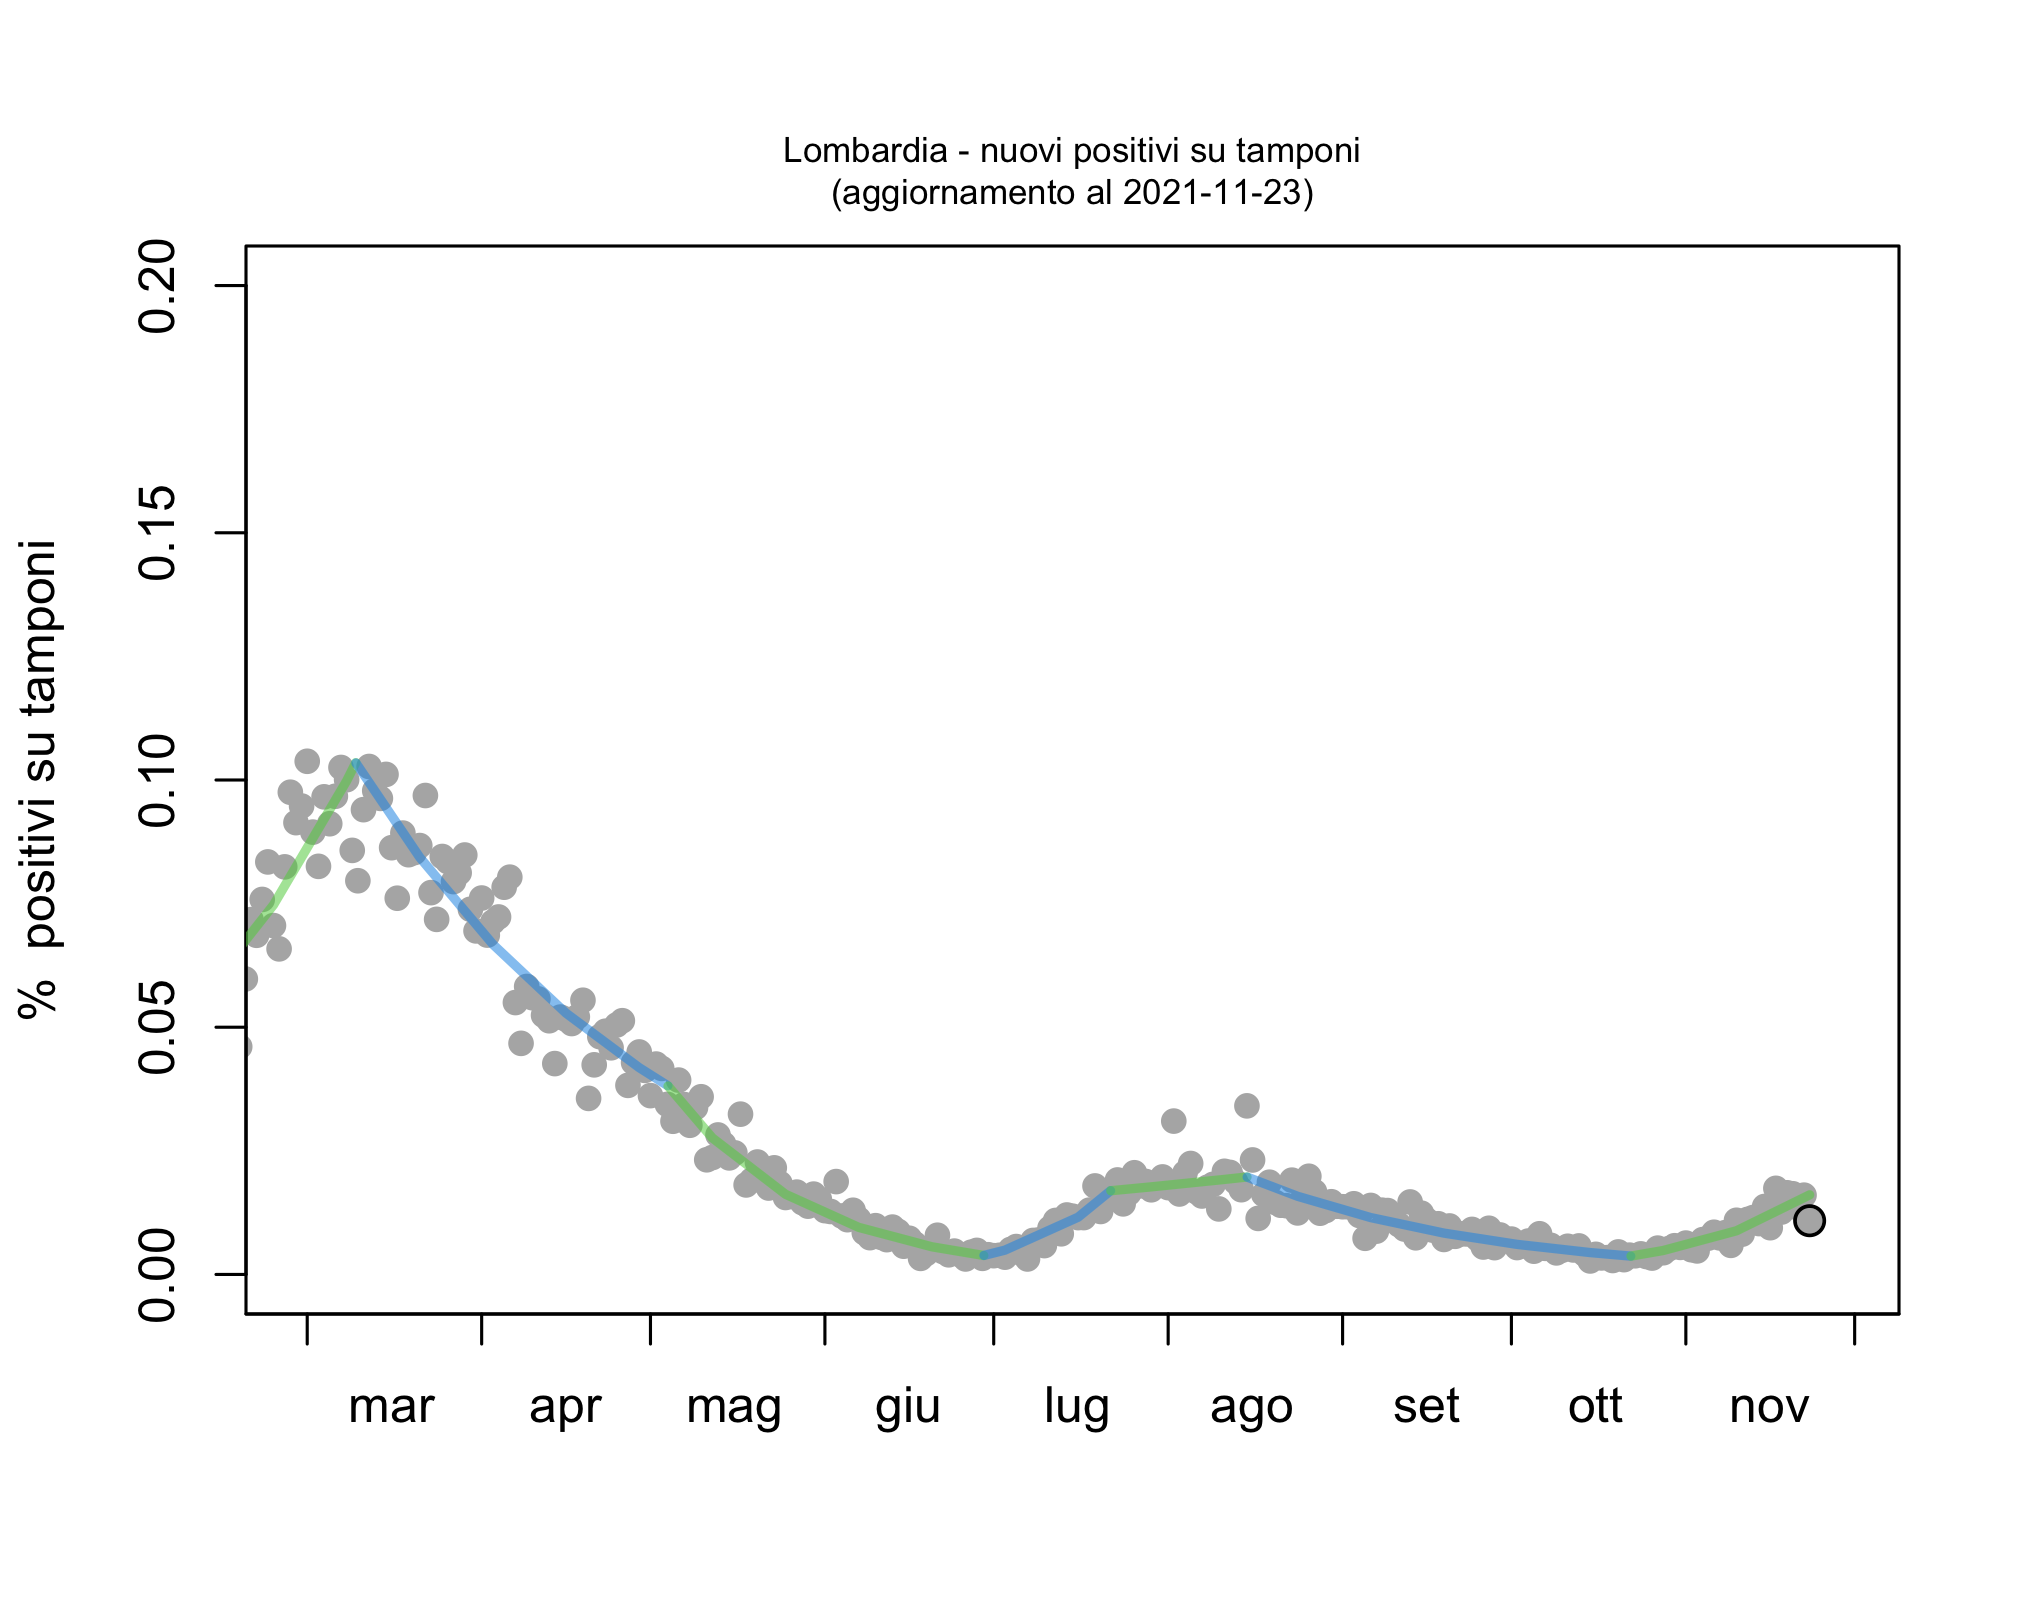 Lombardia - nuovi positivi su tamponi
(aggiornamento al 2021-11-23)
% positivi su tamponi
0.20
0.15
0.10
0.05
0.00
mar apr mag giu lug ago set ott nov